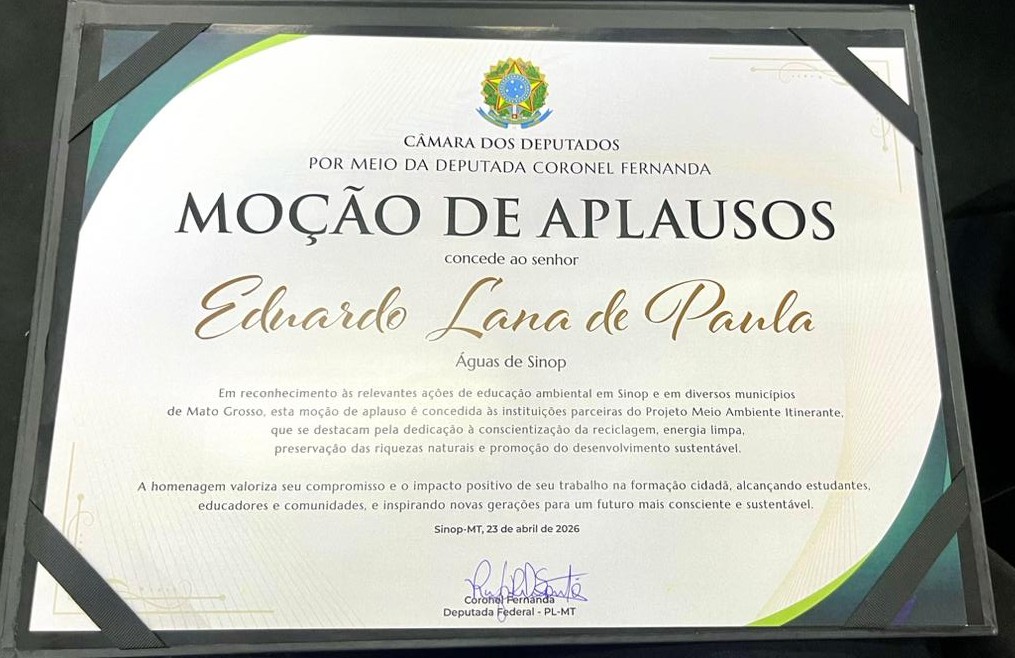 CÂMARA DOS DEPUTADOS
POR MEIO DA DEPUTADA CORONEL FERNANDA
MOÇÃO DE APLAUSOS
concede ao senhor
Eduardo Lana de Paula
Águas de Sinop
Em reconhecimento às relevantes ações de educação ambiental em Sinop e em diversos municípios
de Mato Grosso, esta moção de aplauso é concedida às instituições parceiras do Projeto Meio Ambiente Itinerante,
que se destacam pela dedicação à conscientização da reciclagem, energia limpa,
preservação das riquezas naturais e promoção do desenvolvimento sustentável.
A homenagem valoriza seu compromisso e o impacto positivo de seu trabalho na formação cidadã, alcançando estudantes,
educadores e comunidades, e inspirando novas gerações para um futuro mais consciente e sustentável.
Sinop-MT, 23 de abril de 2026
Coronel Fernanda
Deputada Federal - PL-MT